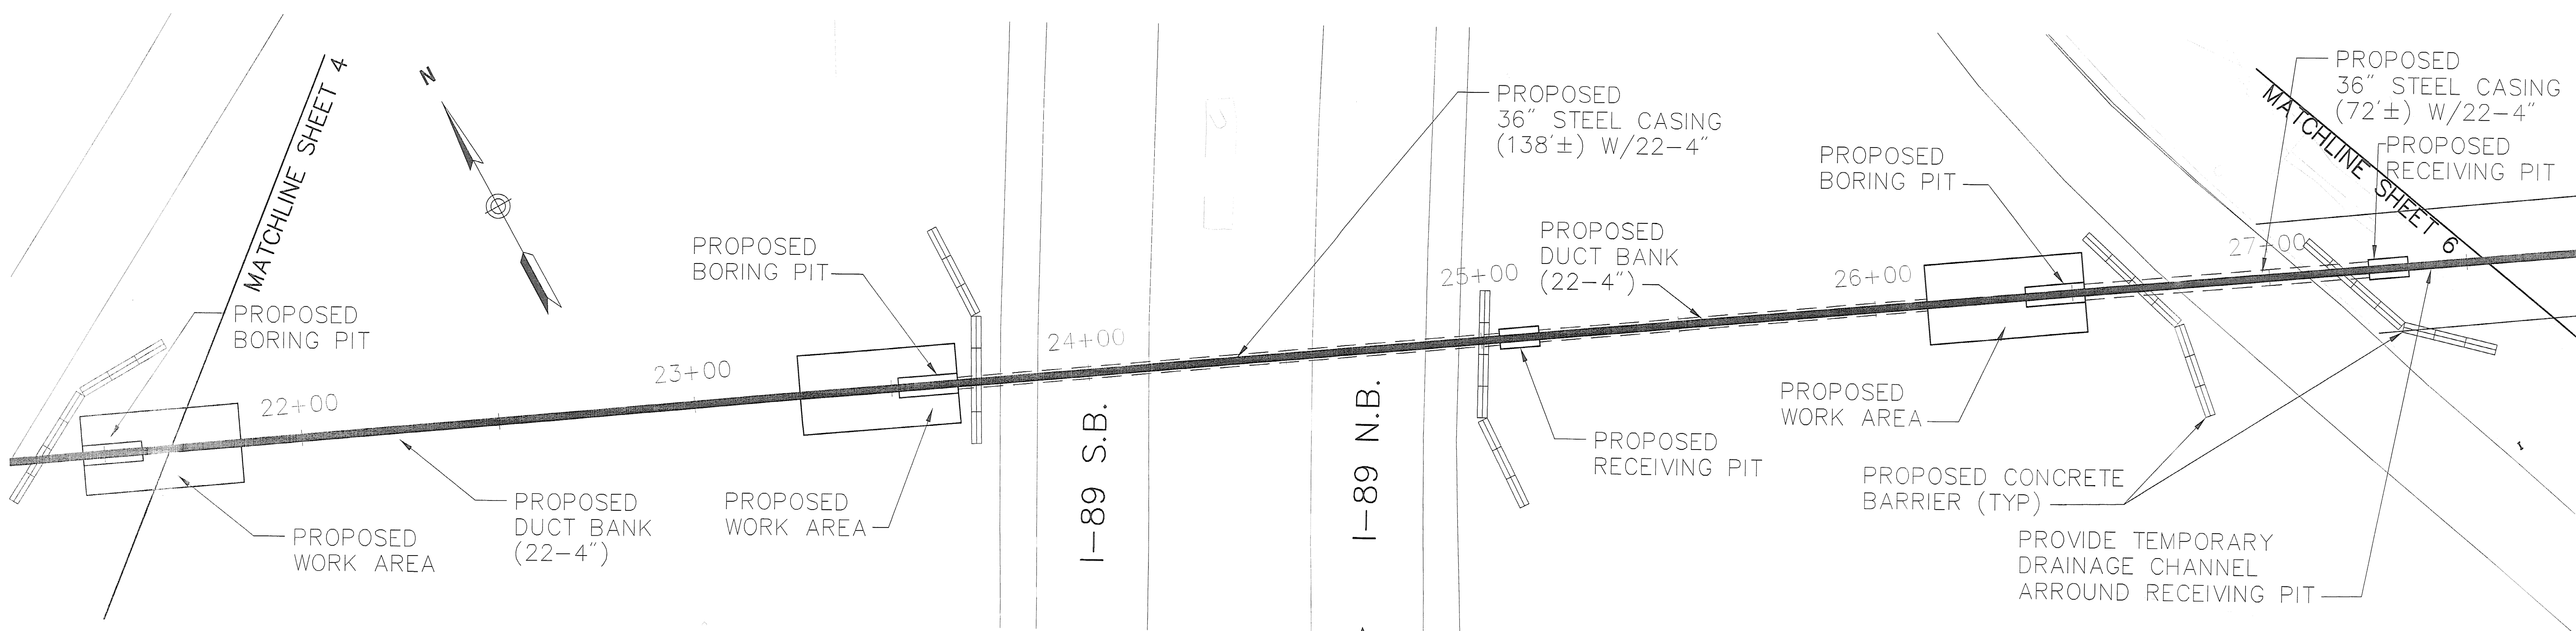 MATCHLINE SHEET 4
N
PROPOSED
BORING PIT
22+00
PROPOSED
WORK AREA
PROPOSED
DUCT BANK
(22-4")
23+00
PROPOSED
BORING PIT
PROPOSED
WORK AREA
24+00
I-89 S.B.
I-89 N.B.
PROPOSED
36" STEEL CASING
(138'±) W/22-4"
25+00
PROPOSED
DUCT BANK
(22-4")
PROPOSED
RECEIVING PIT
26+00
PROPOSED
BORING PIT
PROPOSED
WORK AREA
PROPOSED CONCRETE
BARRIER (TYP)
PROVIDE TEMPORARY
DRAINAGE CHANNEL
ARROUND RECEIVING PIT
27+00
PROPOSED
36" STEEL CASING
(72'±) W/22-4"
PROPOSED
RECEIVING PIT
MATCHLINE SHEET 6